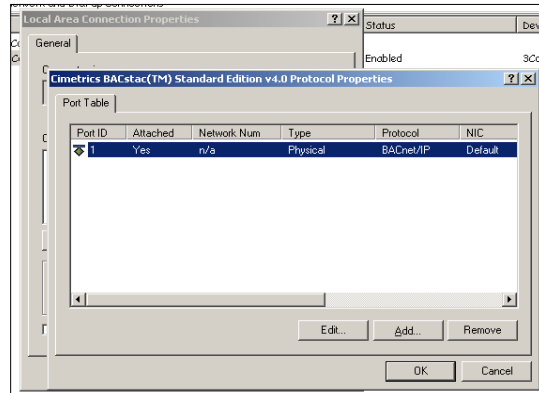 Local Area Connection Properties
Status
General
Enabled
Cimetrics BACstac(TM) Standard Edition v4.0 Protocol Properties
Port Table
Port ID Attached Network Num Type Protocol NIC
1 Yes n/a Physical BACnet/IP Default
Edit... Add... Remove
OK Cancel